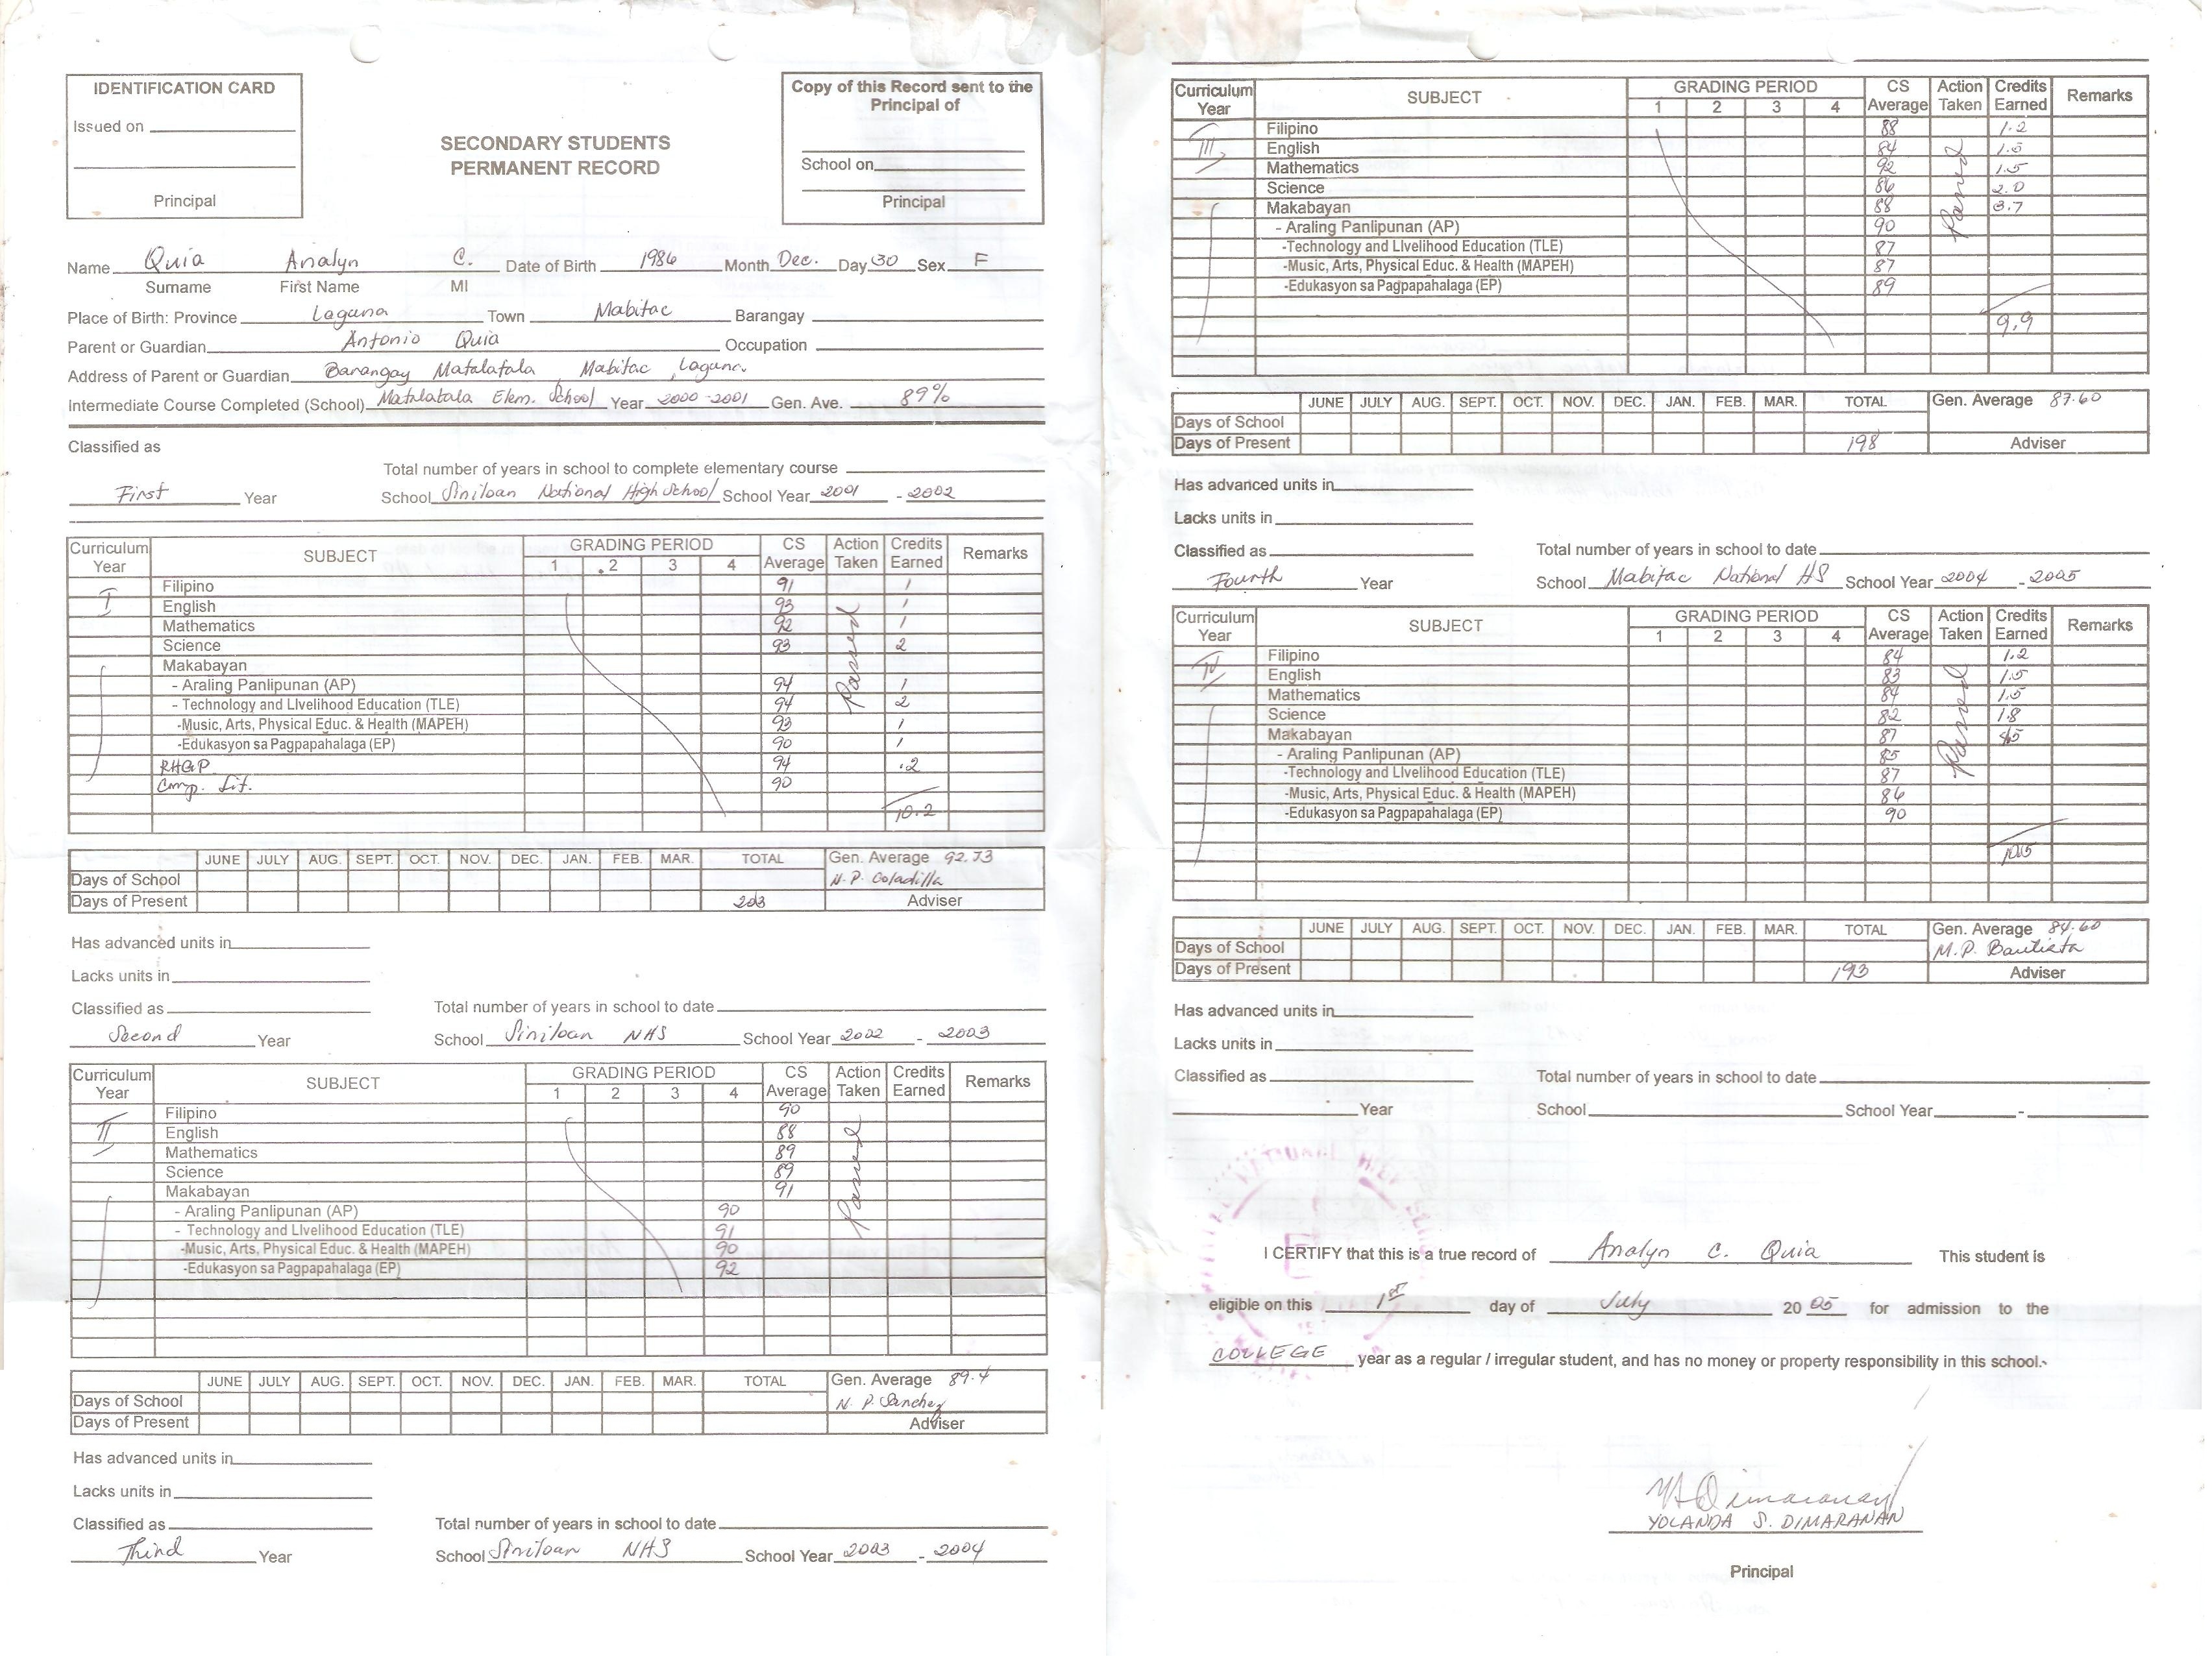 IDENTIFICATION CARD
Issued on
Principal
SECONDARY STUDENTS
PERMANENT RECORD
Copy of this Record sent to the
Principal of
School on
Principal
Name Quia Analyn C. Date of Birth 1986 Month Dec. Day 30 Sex F
Surname First Name MI
Place of Birth: Province Laguna Town Mabitac Barangay
Parent or Guardian Antonio Quia Occupation
Address of Parent or Guardian Barangay Matalatala, Mabitac, Laguna.
Intermediate Course Completed (School) Matalatala Elem. School Year 2000-2001 Gen. Ave. 89%
Classified as
Total number of years in school to complete elementary course
First Year School Siniloan National High School School Year 2001 - 2002
Curriculum Year SUBJECT GRADING PERIOD CS Average Action Taken Credits Earned Remarks
1 2 3 4
I Filipino 91 Passed 1
English 93 1
Mathematics 92 1
Science 93 2
Makabayan
- Araling Panlipunan (AP) 94 1
- Technology and LIvelihood Education (TLE) 94 2
-Music, Arts, Physical Educ. & Health (MAPEH) 93 1
-Edukasyon sa Pagpapahalaga (EP) 90 1
RHGP 94 .2
Comp. Lit. 90
10.2
JUNE JULY AUG. SEPT. OCT. NOV. DEC. JAN. FEB. MAR. TOTAL Gen. Average 92.73
Days of School N. P. Coladilla
Days of Present 203 Adviser
Has advanced units in
Lacks units in
Classified as Total number of years in school to date
Second Year School Siniloan NHS School Year 2002 - 2003
Curriculum Year SUBJECT GRADING PERIOD CS Average Action Taken Credits Earned Remarks
1 2 3 4
II Filipino 90 Passed
English 88
Mathematics 89
Science 89
Makabayan 91
- Araling Panlipunan (AP) 90
- Technology and LIvelihood Education (TLE) 91
-Music, Arts, Physical Educ. & Health (MAPEH) 90
-Edukasyon sa Pagpapahalaga (EP) 92
JUNE JULY AUG. SEPT. OCT. NOV. DEC. JAN. FEB. MAR. TOTAL Gen. Average 89.4
Days of School N. P. Sanchez
Days of Present Adviser
Has advanced units in
Lacks units in
Classified as Total number of years in school to date
Third Year School Siniloan NHS School Year 2003 - 2004
Curriculum Year SUBJECT GRADING PERIOD CS Average Action Taken Credits Earned Remarks
1 2 3 4
III Filipino 88 Passed 1.2
English 84 1.5
Mathematics 92 1.5
Science 86 2.0
Makabayan 88 3.7
- Araling Panlipunan (AP) 90
-Technology and LIvelihood Education (TLE) 87
-Music, Arts, Physical Educ. & Health (MAPEH) 87
-Edukasyon sa Pagpapahalaga (EP) 89
9.9
JUNE JULY AUG. SEPT. OCT. NOV. DEC. JAN. FEB. MAR. TOTAL Gen. Average 87.60
Days of School
Days of Present 198 Adviser
Has advanced units in
Lacks units in
Classified as Total number of years in school to date
Fourth Year School Mabitac National HS School Year 2004 - 2005
Curriculum Year SUBJECT GRADING PERIOD CS Average Action Taken Credits Earned Remarks
1 2 3 4
IV Filipino 84 Passed 1.2
English 83 1.5
Mathematics 84 1.5
Science 82 1.8
Makabayan 87
- Araling Panlipunan (AP) 85
-Technology and LIvelihood Education (TLE) 87
-Music, Arts, Physical Educ. & Health (MAPEH) 86
-Edukasyon sa Pagpapahalaga (EP) 90
10.5
JUNE JULY AUG. SEPT. OCT. NOV. DEC. JAN. FEB. MAR. TOTAL Gen. Average 84.60
Days of School M.P. Bautista
Days of Present 193 Adviser
Has advanced units in
Lacks units in
Classified as Total number of years in school to date
Year School School Year -
I CERTIFY that this is a true record of Analyn C. Quia This student is
eligible on this 1st day of July 20 05 for admission to the
COLLEGE year as a regular / irregular student, and has no money or property responsibility in this school.
YOLANDA S. DIMARANAN
Principal